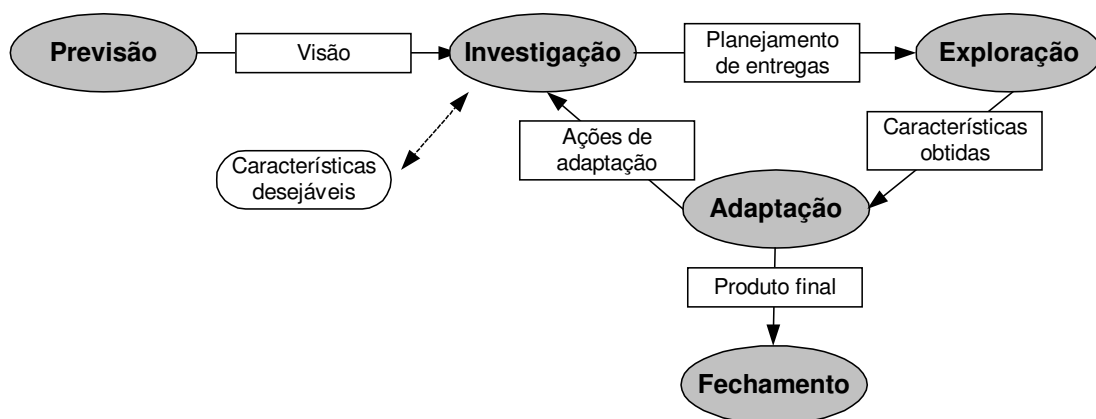 Previsão
Visão
Investigação
Planejamento
de entregas
Exploração
Características
desejáveis
Ações de
adaptação
Características
obtidas
Adaptação
Produto final
Fechamento